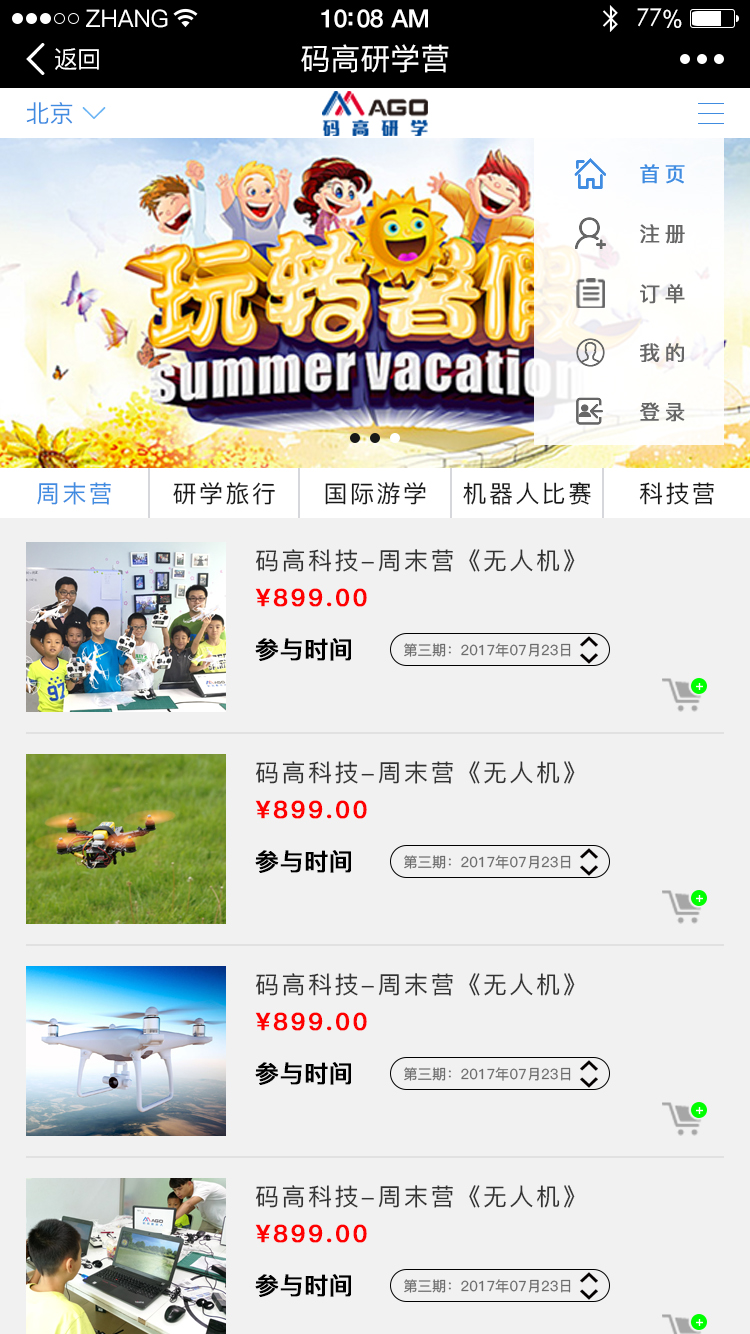 ZHANG 10:08 AM 77%
返回 码高研学营
北京 MAGO
码高研学
首页
注册
订单
我的
登录
玩转暑假
summer vacation
周末营 研学旅行 国际游学 机器人比赛 科技营
码高科技-周末营《无人机》
¥899.00
参与时间 第三期: 2017年07月23日
码高科技-周末营《无人机》
¥899.00
参与时间 第三期: 2017年07月23日
码高科技-周末营《无人机》
¥899.00
参与时间 第三期: 2017年07月23日
码高科技-周末营《无人机》
¥899.00
参与时间 第三期: 2017年07月23日
97
MAGO